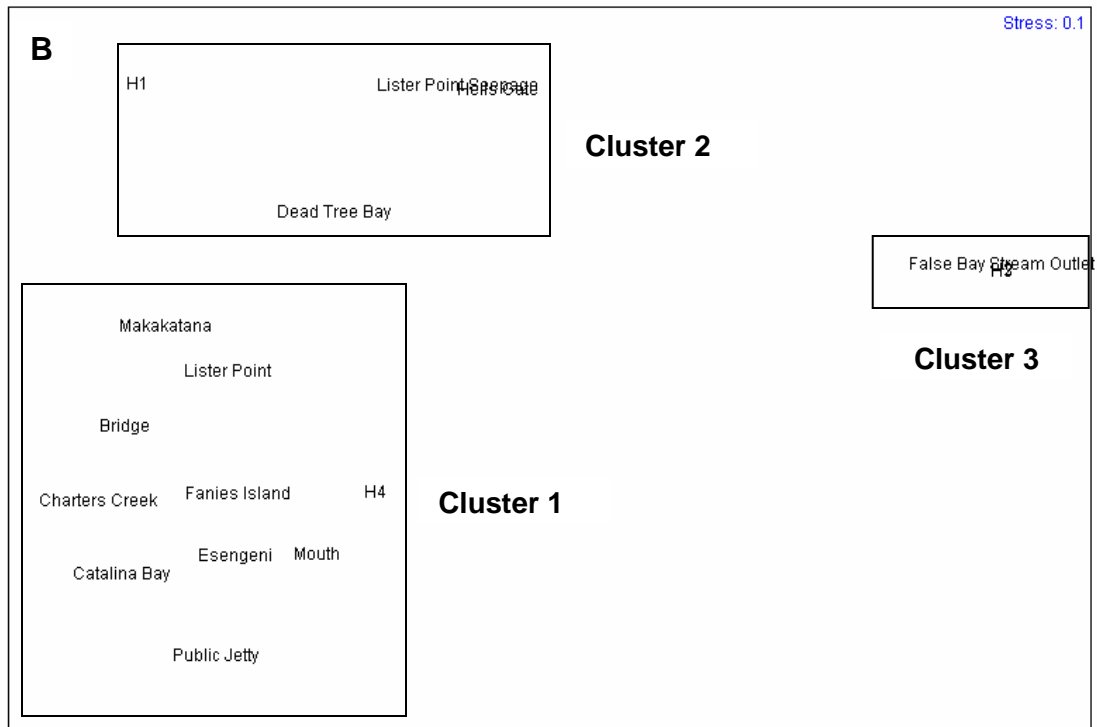 Stress: 0.1
B
H1
Lister Point Seepage
Hells Gate
Cluster 2
Dead Tree Bay
False Bay Stream Outlet
Makakatana
Cluster 3
Lister Point
Bridge
Charters Creek
Fanies Island
H4
Cluster 1
Esengeni
Mouth
Catalina Bay
Public Jetty